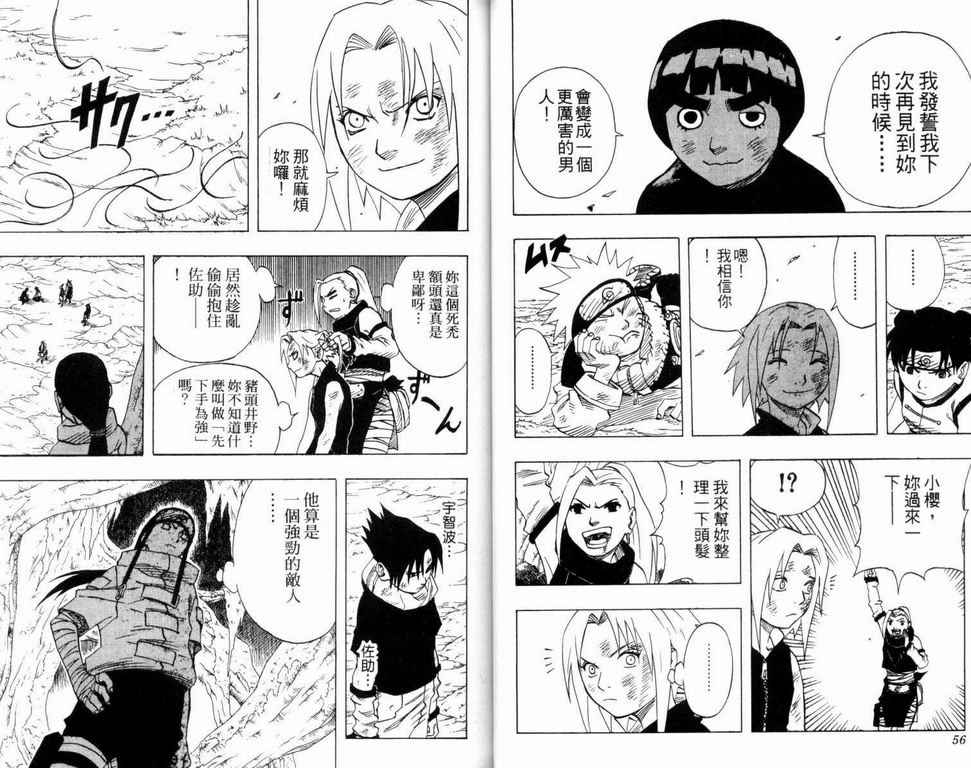 我發誓我下
次再見到妳
的時候……
會變成一個
更厲害的男
人！
………
………
嗯！
我相信你
！
ムス
小櫻，
妳過來一
下──
!?
我來幫妳整
理一下頭髮
！
………
56
那就麻煩
妳囉！
サク…
妳這個死禿
額頭還真是
卑鄙呀…
居然趁亂
偷偷抱住
佐助
！
豬頭井野…
妳不知道什
麼叫做「先
下手為強」
嗎？
ず
ずーん
宇智波…
佐助…
他算是
一個強勁的敵
人
……